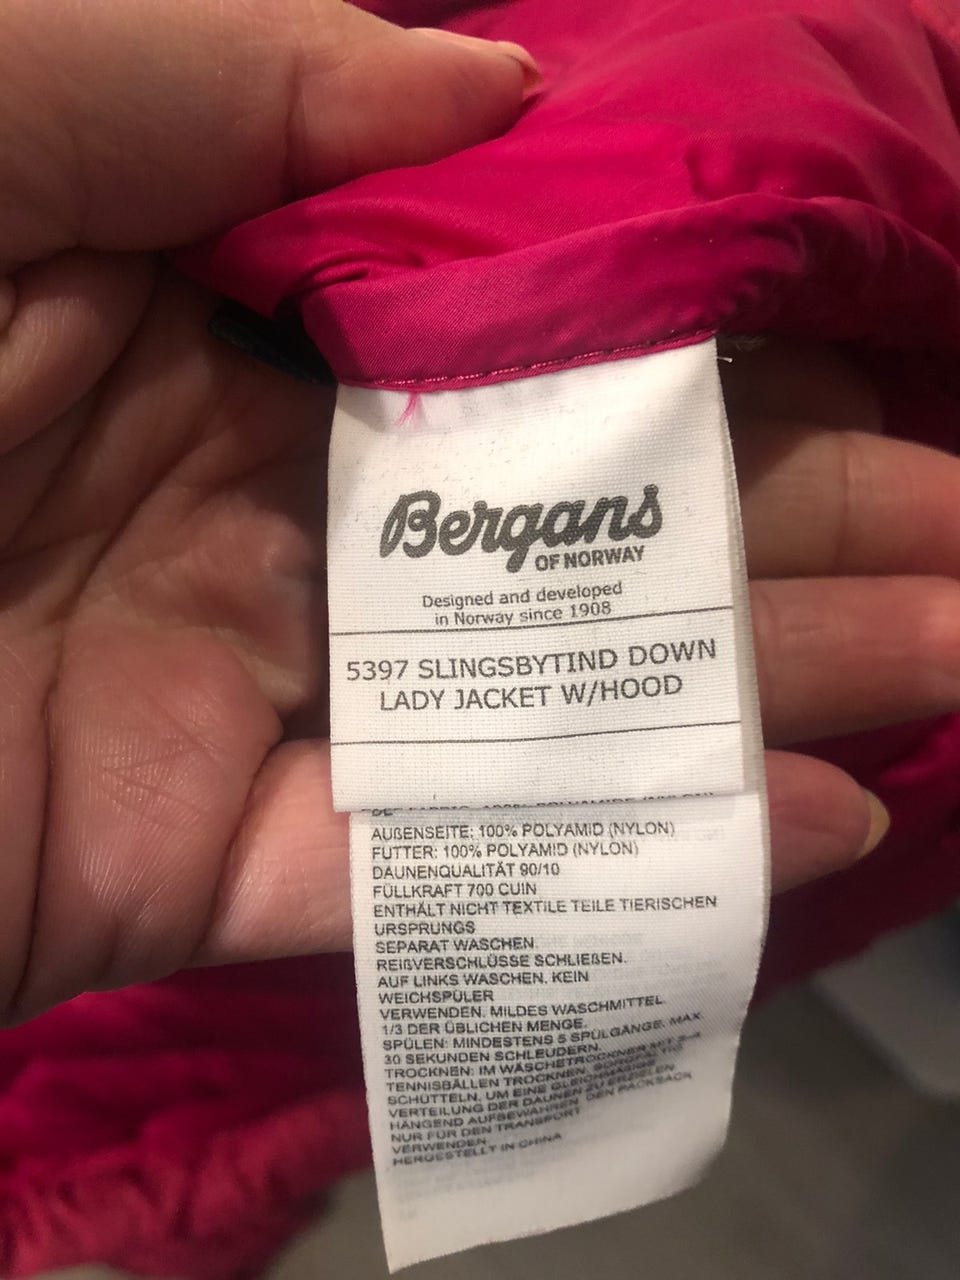 Bergans
OF NORWAY
Designed and developed
in Norway since 1908
5397 SLINGSBYTIND DOWN
LADY JACKET W/HOOD
AUßENSEITE: 100% POLYAMID (NYLON)
FUTTER: 100% POLYAMID (NYLON)
DAUNENQUALITÄT 90/10
FÜLLKRAFT 700 CUIN
ENTHÄLT NICHT TEXTILE TEILE TIERISCHEN
URSPRUNGS
SEPARAT WASCHEN.
REIßVERSCHLÜSSE SCHLIEßEN.
AUF LINKS WASCHEN. KEIN
WEICHSPÜLER
VERWENDEN. MILDES WASCHMITTEL.
1/3 DER ÜBLICHEN MENGE.
SPÜLEN: MINDESTENS 5 SPÜLGÄNGE. MAX.
30 SEKUNDEN SCHLEUDERN.
TROCKNEN: IM WÄSCHETROCKNER MIT 2-4
TENNISBÄLLEN TROCKNEN. SORGFÄLTIG
SCHÜTTELN, UM EINE GLEICHMÄßIGE
VERTEILUNG DER DAUNEN ZU ERZIELEN
HÄNGEND AUFBEWAHREN. DEN PACKSACK
NUR FÜR DEN TRANSPORT
VERWENDEN.
HERGESTELLT IN CHINA